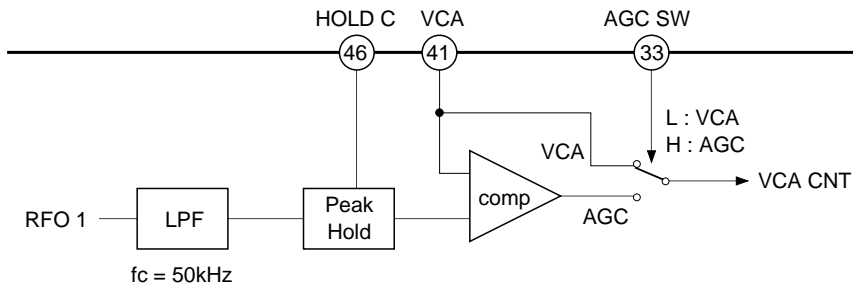 HOLD C VCA AGC SW
46 41 33
L : VCA
H : AGC
VCA
VCA CNT
comp
AGC
RFO 1
LPF
Peak
Hold
fc = 50kHz